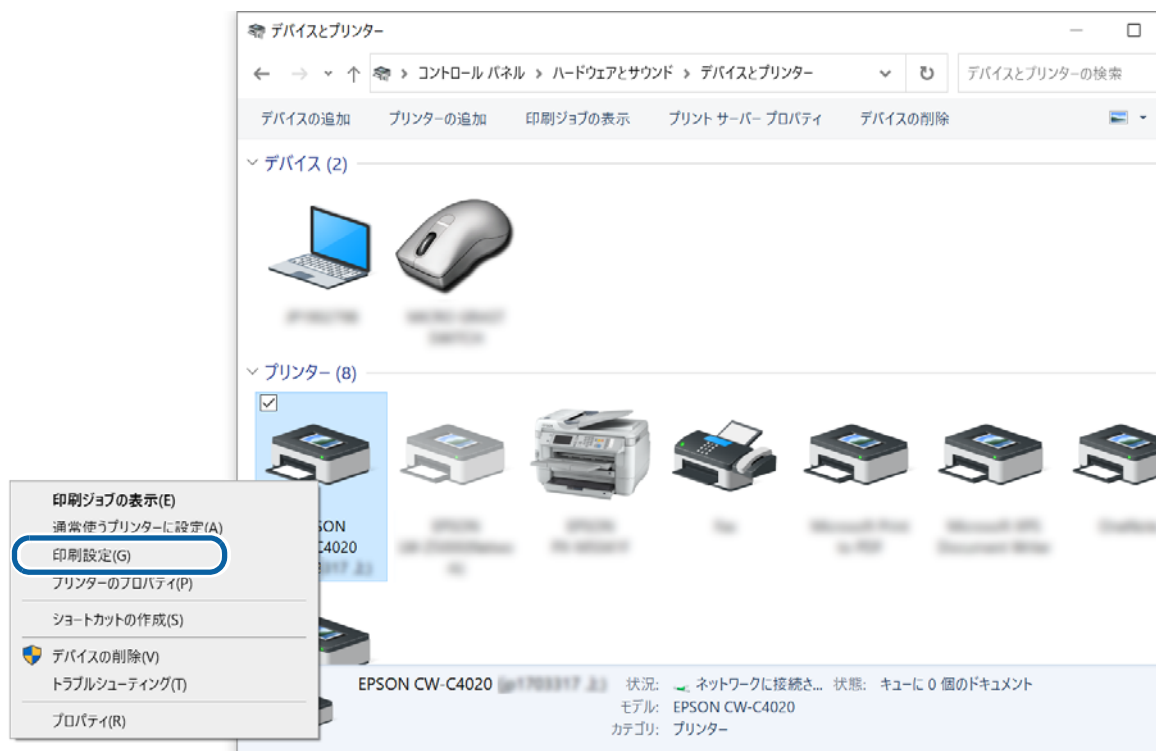 デバイスとプリンター
コントロール パネル › ハードウェアとサウンド › デバイスとプリンター
デバイスとプリンターの検索
デバイスの追加 プリンターの追加 印刷ジョブの表示 プリント サーバー プロパティ デバイスの削除
デバイス (2)
プリンター (8)
SON
C4020
印刷ジョブの表示(E)
通常使うプリンターに設定(A)
印刷設定(G)
プリンターのプロパティ(P)
ショートカットの作成(S)
デバイスの削除(V)
トラブルシューティング(T)
プロパティ(R)
EPSON CW-C4020 状況: ネットワークに接続さ... 状態: キューに 0 個のドキュメント
モデル: EPSON CW-C4020
カテゴリ: プリンター